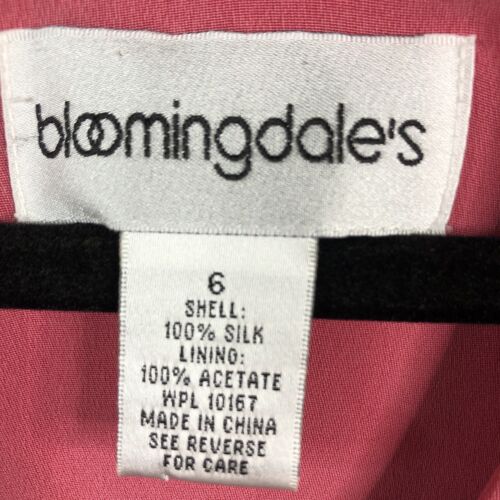 bloomingdale's
6
SHELL:
100% SILK
LINING:
100% ACETATE
WPL 10167
MADE IN CHINA
SEE REVERSE
FOR CARE